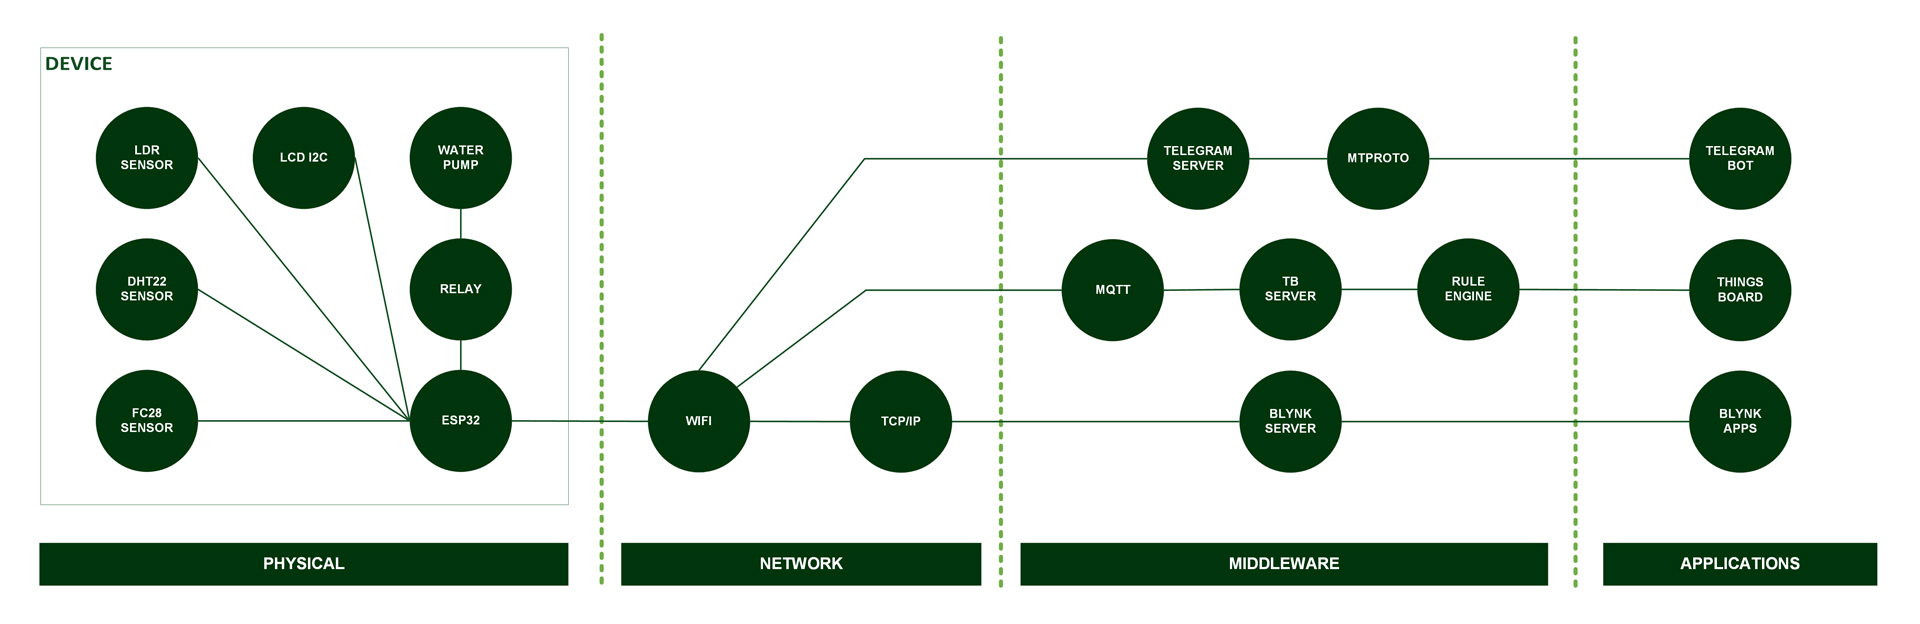 DEVICE
LDR
SENSOR
LCD I2C
WATER
PUMP
DHT22
SENSOR
RELAY
FC28
SENSOR
ESP32
WIFI
TCP/IP
TELEGRAM
SERVER
MTPROTO
MQTT
TB
SERVER
RULE
ENGINE
BLYNK
SERVER
TELEGRAM
BOT
THINGS
BOARD
BLYNK
APPS
PHYSICAL
NETWORK
MIDDLEWARE
APPLICATIONS